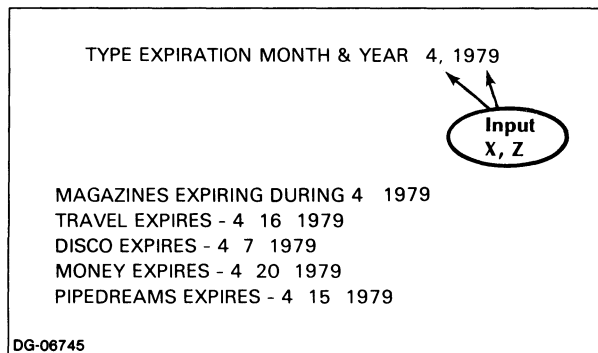 TYPE EXPIRATION MONTH & YEAR 4, 1979
Input
X, Z
MAGAZINES EXPIRING DURING 4 1979
TRAVEL EXPIRES - 4 16 1979
DISCO EXPIRES - 4 7 1979
MONEY EXPIRES - 4 20 1979
PIPEDREAMS EXPIRES - 4 15 1979
DG-06745